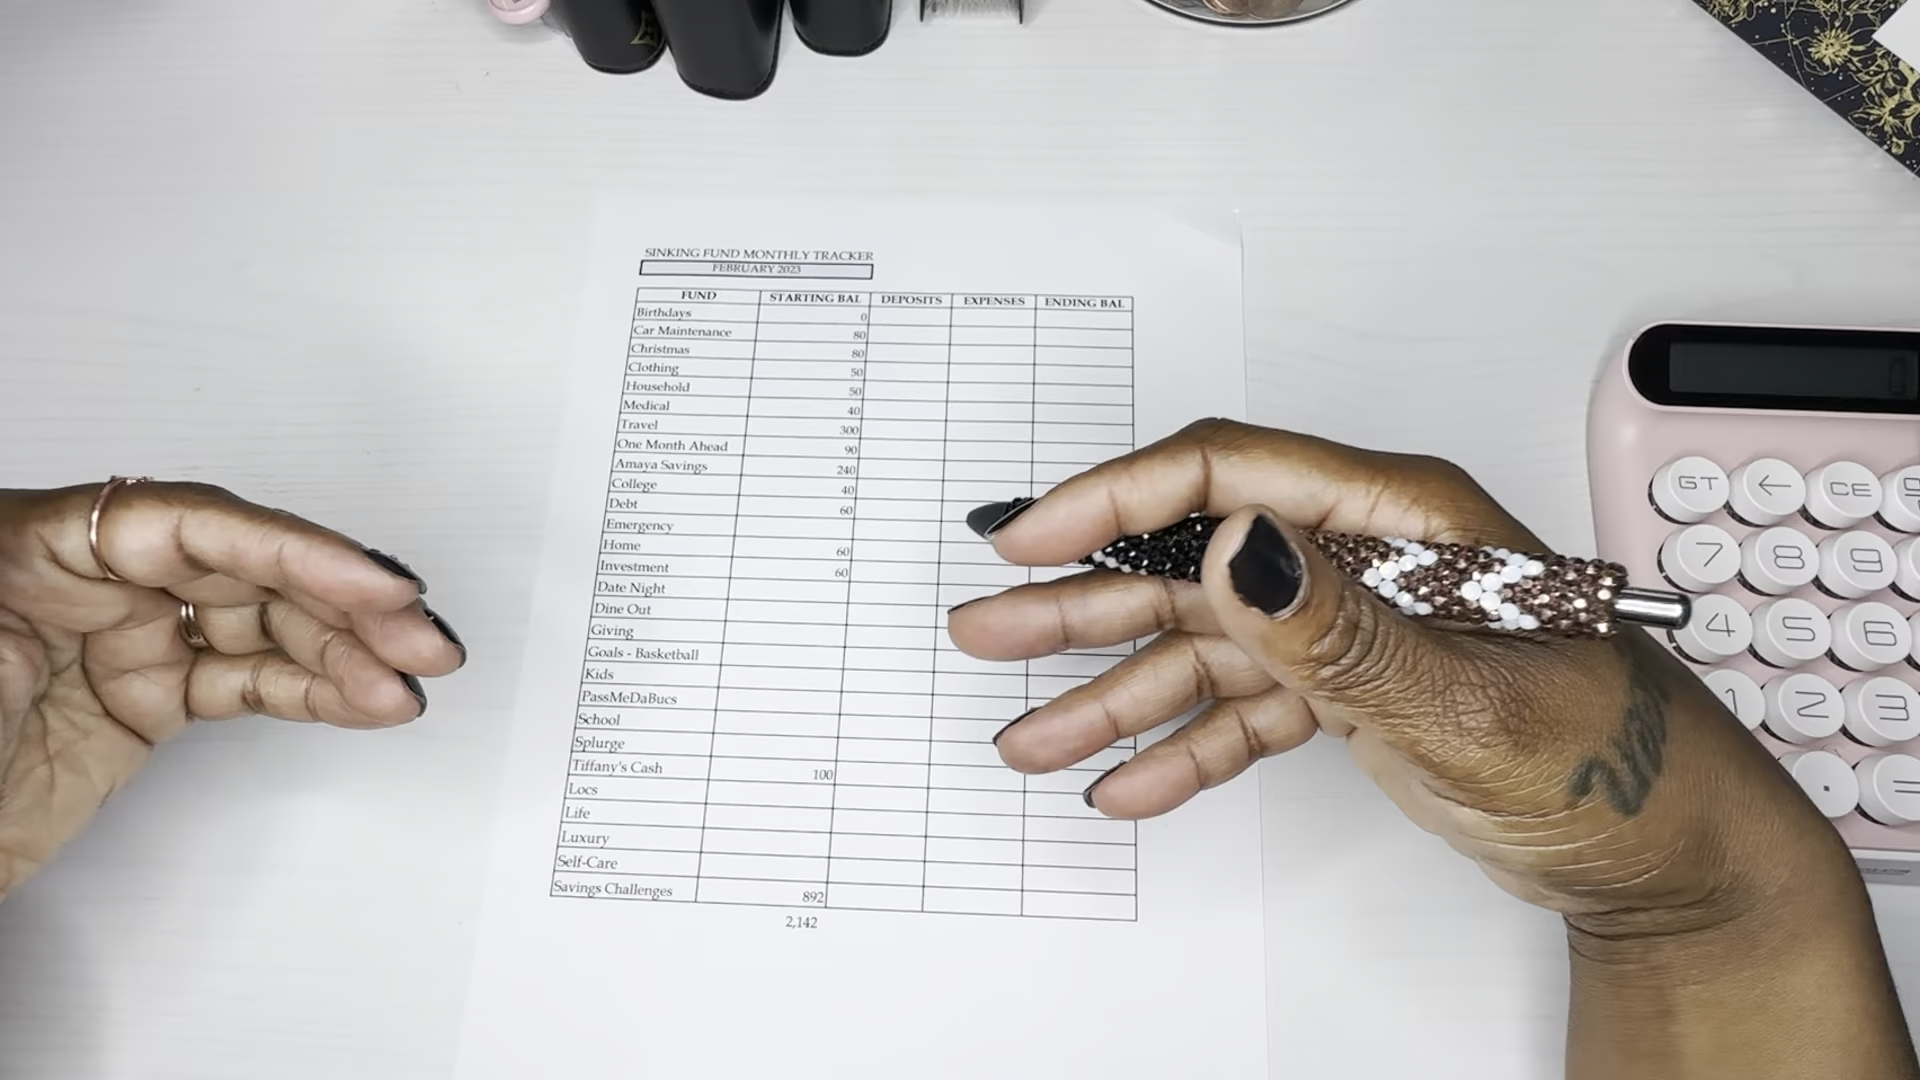 SINKING FUND MONTHLY TRACKER
FEBRUARY 2023
FUND STARTING BAL DEPOSITS EXPENSES ENDING BAL
Birthdays 0
Car Maintenance 80
Christmas 80
Clothing 50
Household 50
Medical 40
Travel 300
One Month Ahead 90
Amaya Savings 240
College 40
Debt 60
Emergency
Home 60
Investment 60
Date Night
Dine Out
Giving
Goals - Basketball
Kids
PassMeDaBucs
School
Splurge
Tiffany's Cash 100
Locs
Life
Luxury
Self-Care
Savings Challenges 892
2,142
GT ← CE
7 8 9
4 5 6
1 2 3
. =